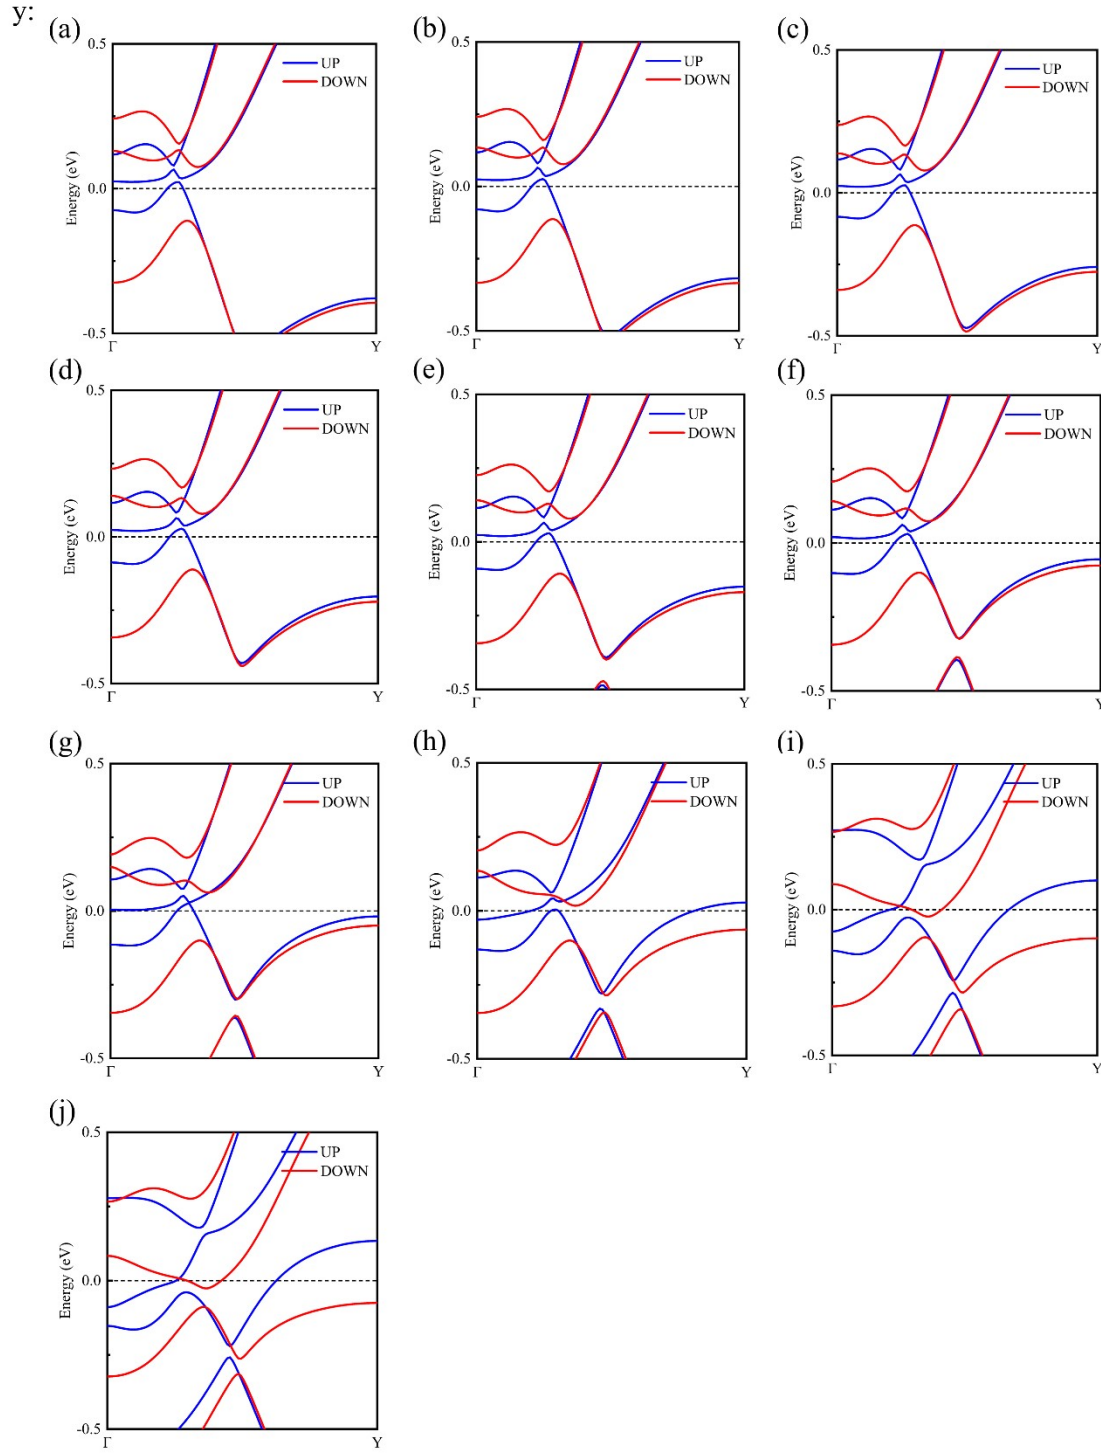 y:
(a)
0.5
UP
DOWN
Energy (eV)
0.0
-0.5
Γ
Y
(b)
0.5
UP
DOWN
Energy (eV)
0.0
-0.5
Γ
Y
(c)
0.5
UP
DOWN
Energy (eV)
0.0
-0.5
Γ
Y
(d)
0.5
UP
DOWN
Energy (eV)
0.0
-0.5
Γ
Y
(e)
0.5
UP
DOWN
Energy (eV)
0.0
-0.5
Γ
Y
(f)
0.5
UP
DOWN
Energy (eV)
0.0
-0.5
Γ
Y
(g)
0.5
UP
DOWN
Energy (eV)
0.0
-0.5
Γ
Y
(h)
0.5
UP
DOWN
Energy (eV)
0.0
-0.5
Γ
Y
(i)
0.5
UP
DOWN
Energy (eV)
0.0
-0.5
Γ
Y
(j)
0.5
UP
DOWN
Energy (eV)
0.0
-0.5
Γ
Y